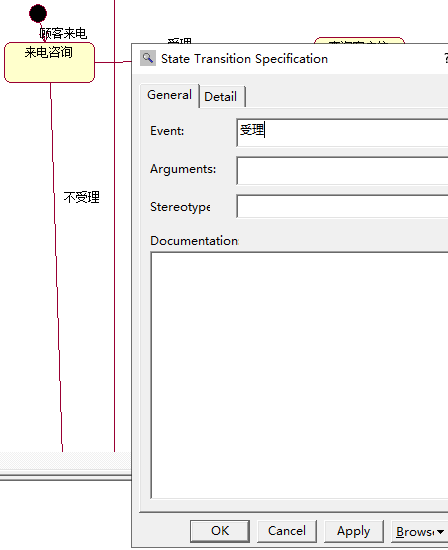 顾客来电
来电咨询
受理
不受理
State Transition Specification
?
General
Detail
Event:
受理
Arguments:
Stereotype
Documentation:
OK
Cancel
Apply
Browse